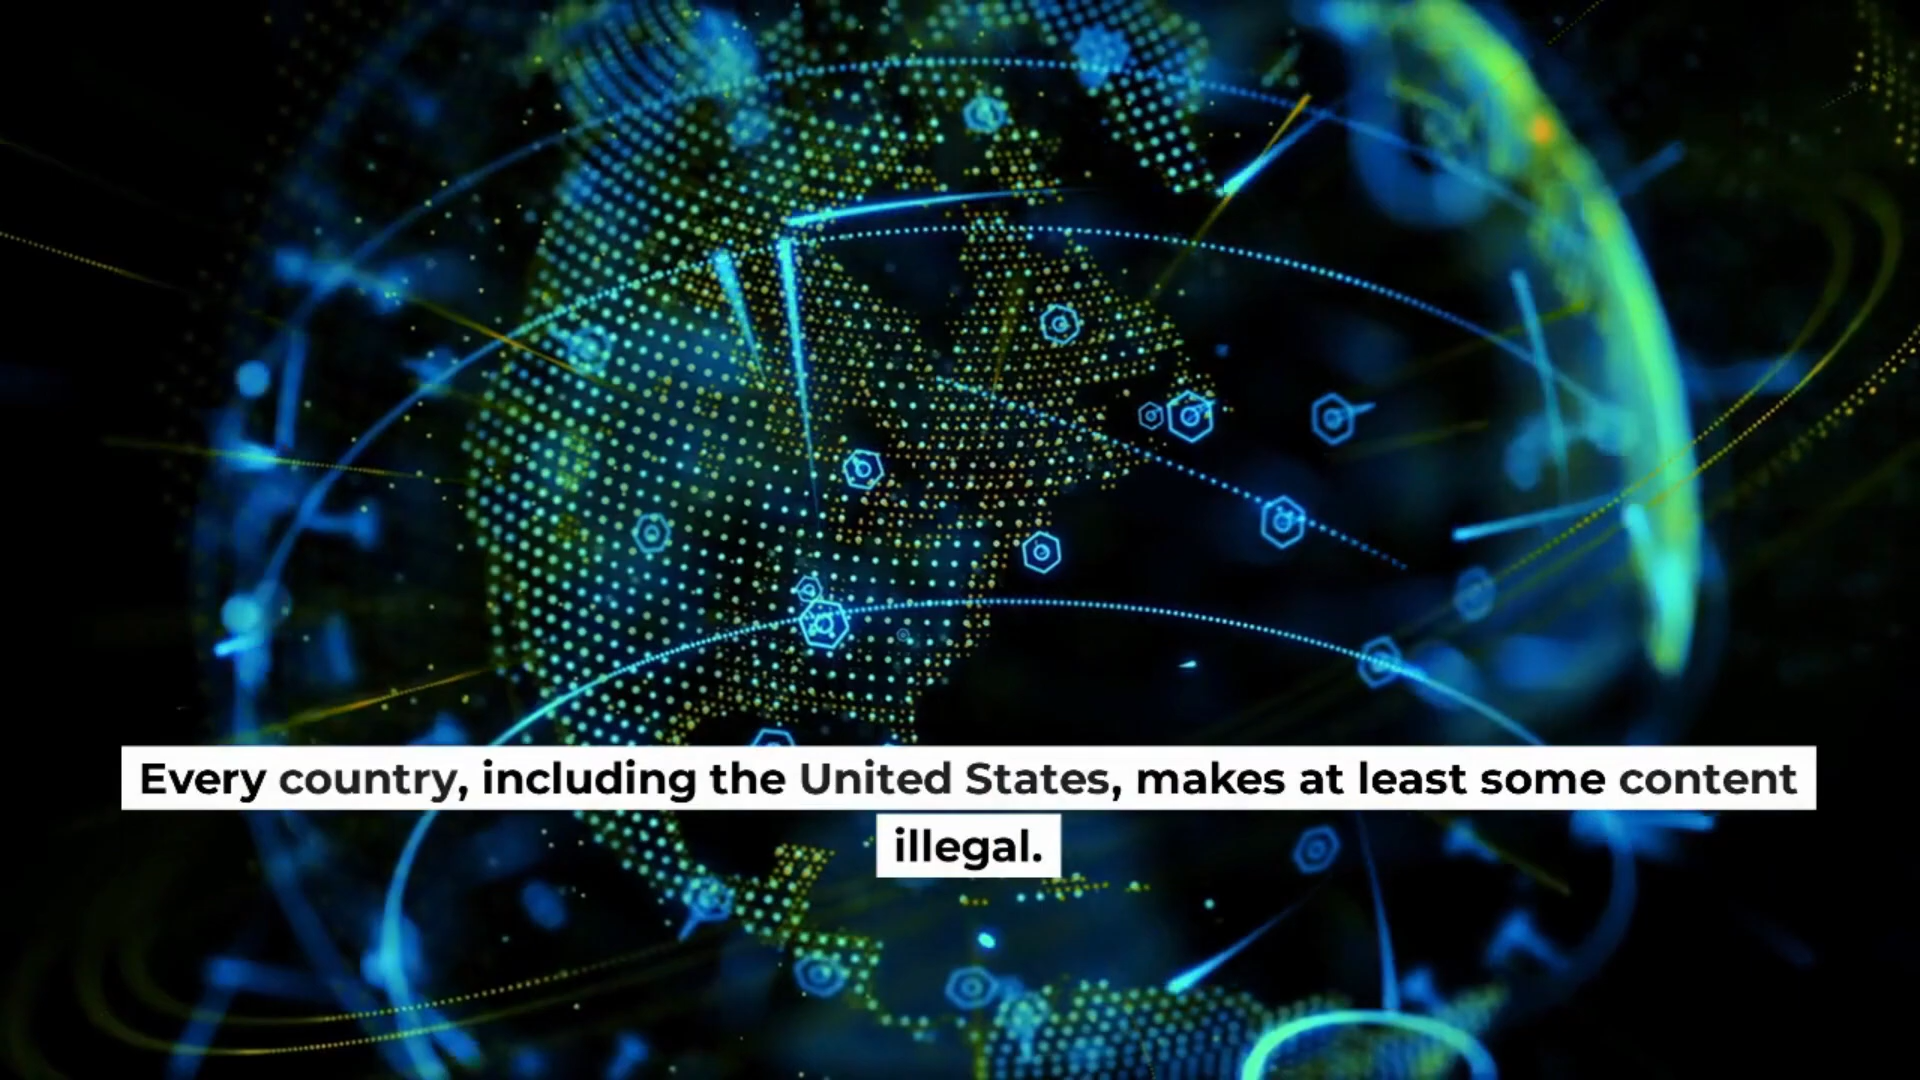 Every country, including the United States, makes at least some content
illegal.